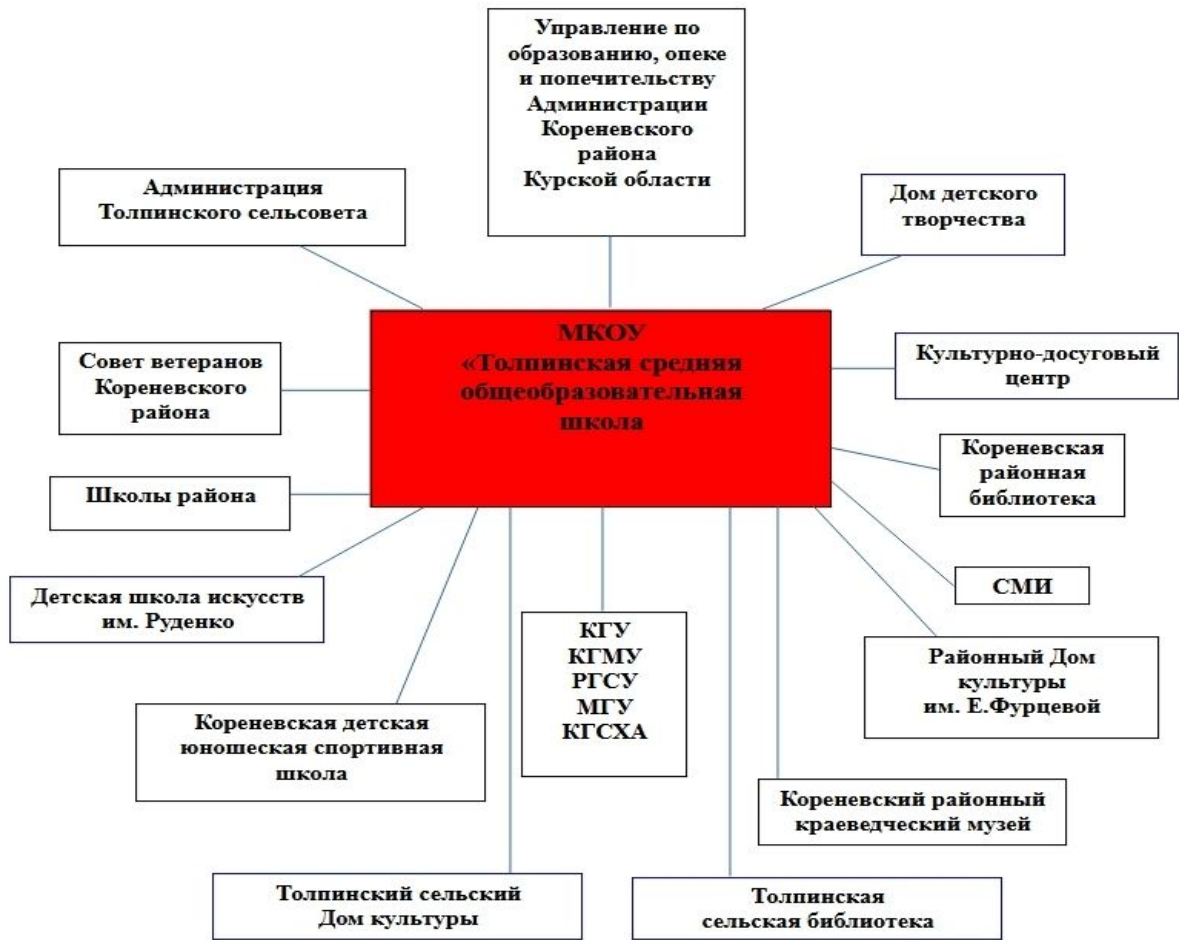 Управление по
образованию, опеке
и попечительству
Администрации
Кореневского
района
Курской области
Администрация
Толпинского сельсовета
Дом детского
творчества
МКОУ
«Толпинская средняя
общеобразовательная
школа
Совет ветеранов
Кореневского
района
Культурно-досуговый
центр
Школы района
Кореневская
районная
библиотека
Детская школа искусств
им. Руденко
СМИ
КГУ
КГМУ
РГСУ
МГУ
КГСХА
Районный Дом
культуры
им. Е.Фурцевой
Кореневская детская
юношеская спортивная
школа
Кореневский районный
краеведческий музей
Толпинский сельский
Дом культуры
Толпинская
сельская библиотека